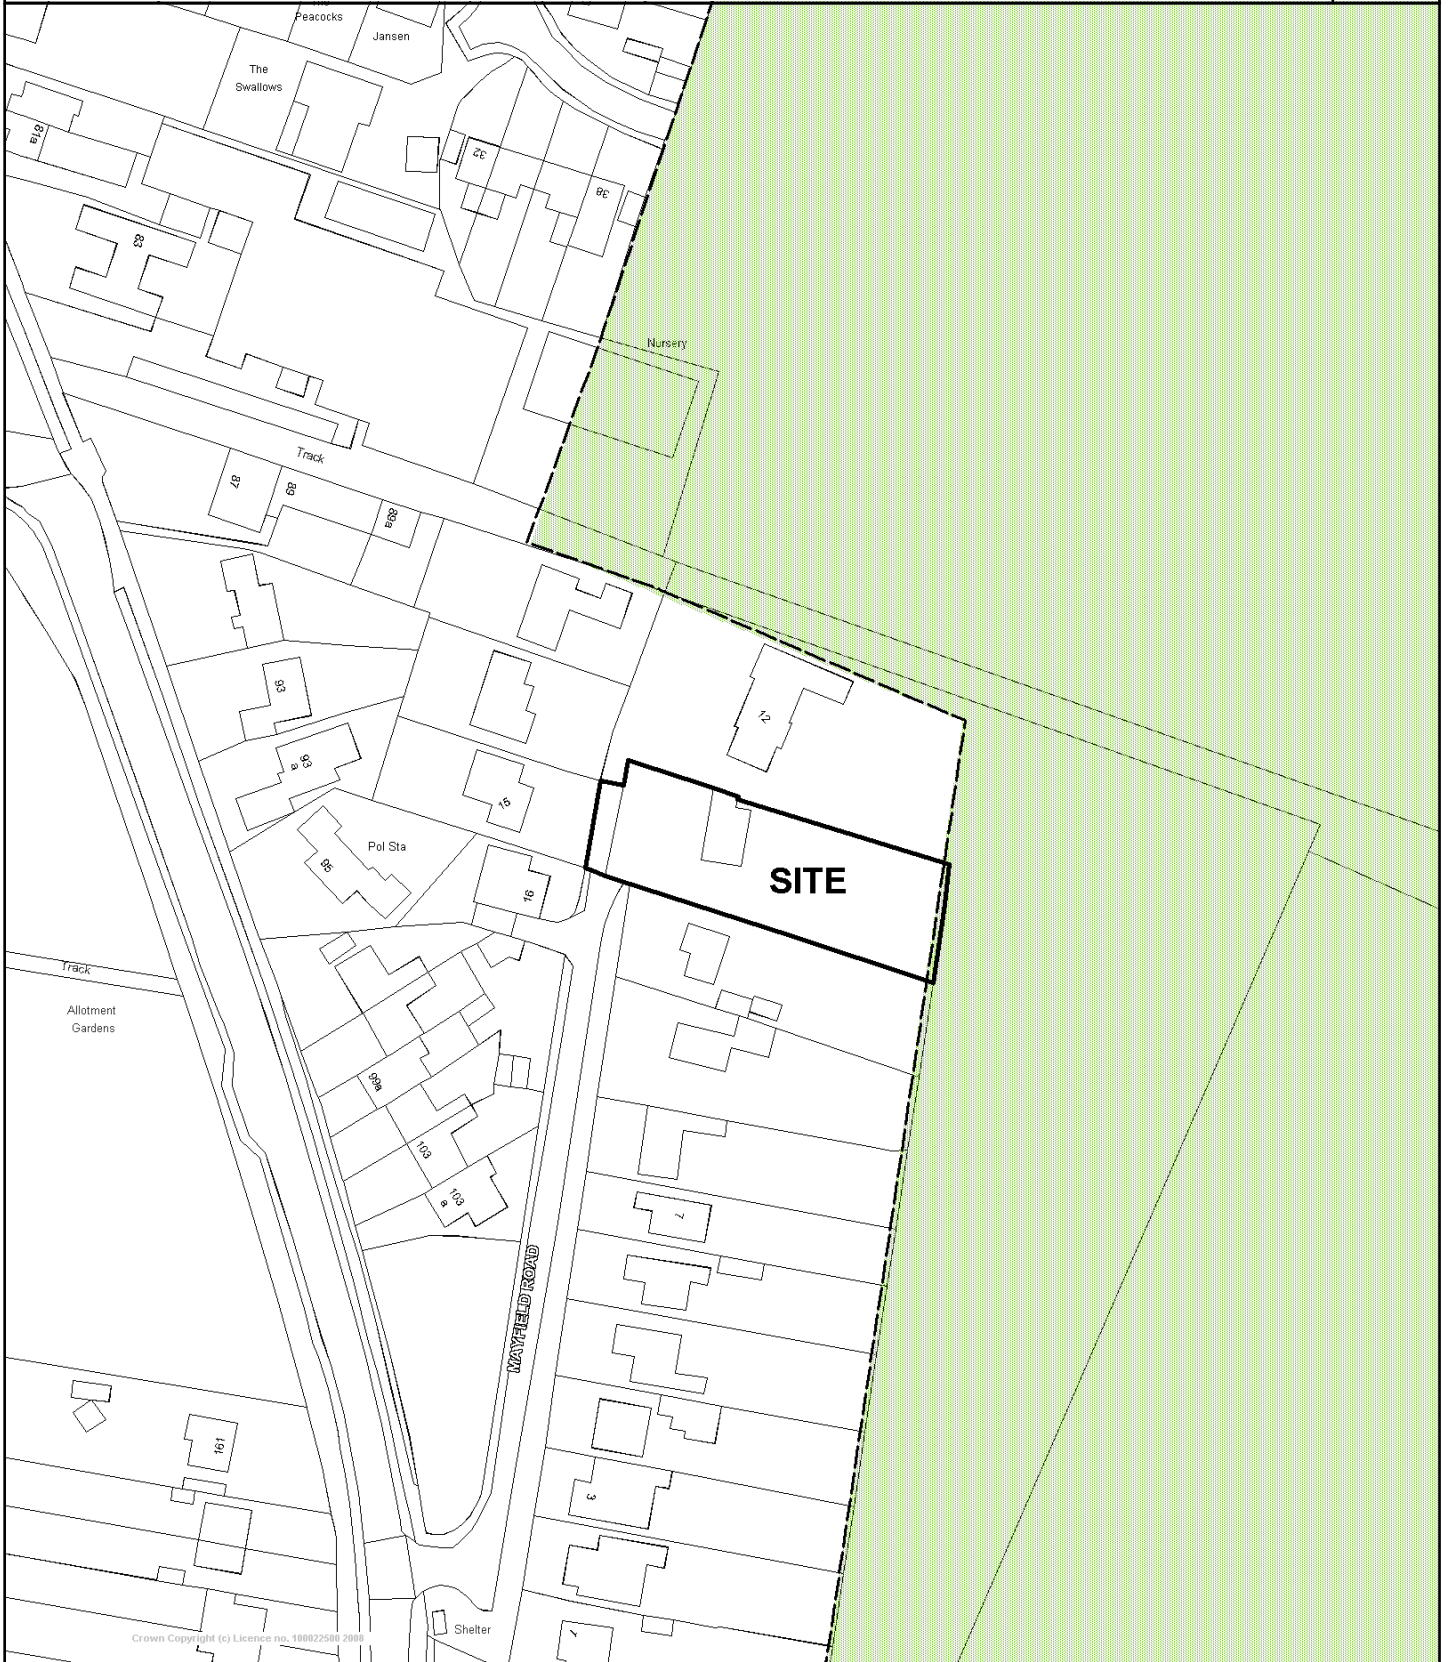 Peacocks
Jansen
The
Swallows
81a
32
38
83
Nursery
Track
87
89
89a
93
12
93
a
15
Pol Sta
95
16
SITE
Track
Allotment
Gardens
99a
103
103
a
7
MAYFIELD ROAD
161
3
Shelter
1
Crown Copyright (c) Licence no. 100022500 2008